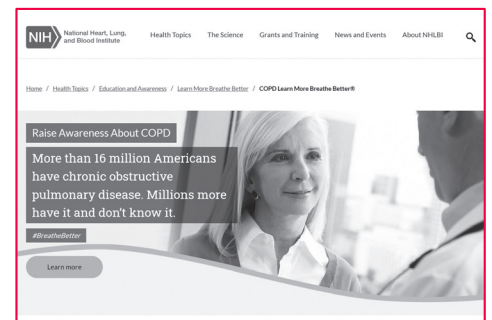 NIH National Heart, Lung,
and Blood Institute
Health Topics The Science Grants and Training News and Events About NHLBI
Home / Health Topics / Education and Awareness / Learn More Breathe Better / COPD Learn More Breathe Better®
Raise Awareness About COPD
More than 16 million Americans
have chronic obstructive
pulmonary disease. Millions more
have it and don't know it.
#BreatheBetter
Learn more